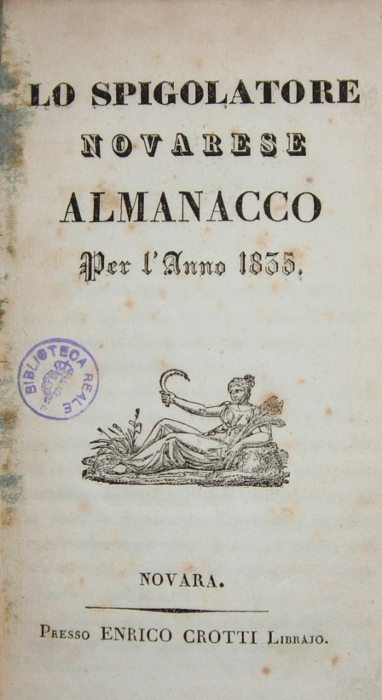 LO SPIGOLATORE
NOVARESE
ALMANACCO
Per l'Anno 1835.
BIBLIOTECA REALE
NOVARA.
Presso ENRICO CROTTI Librajo.